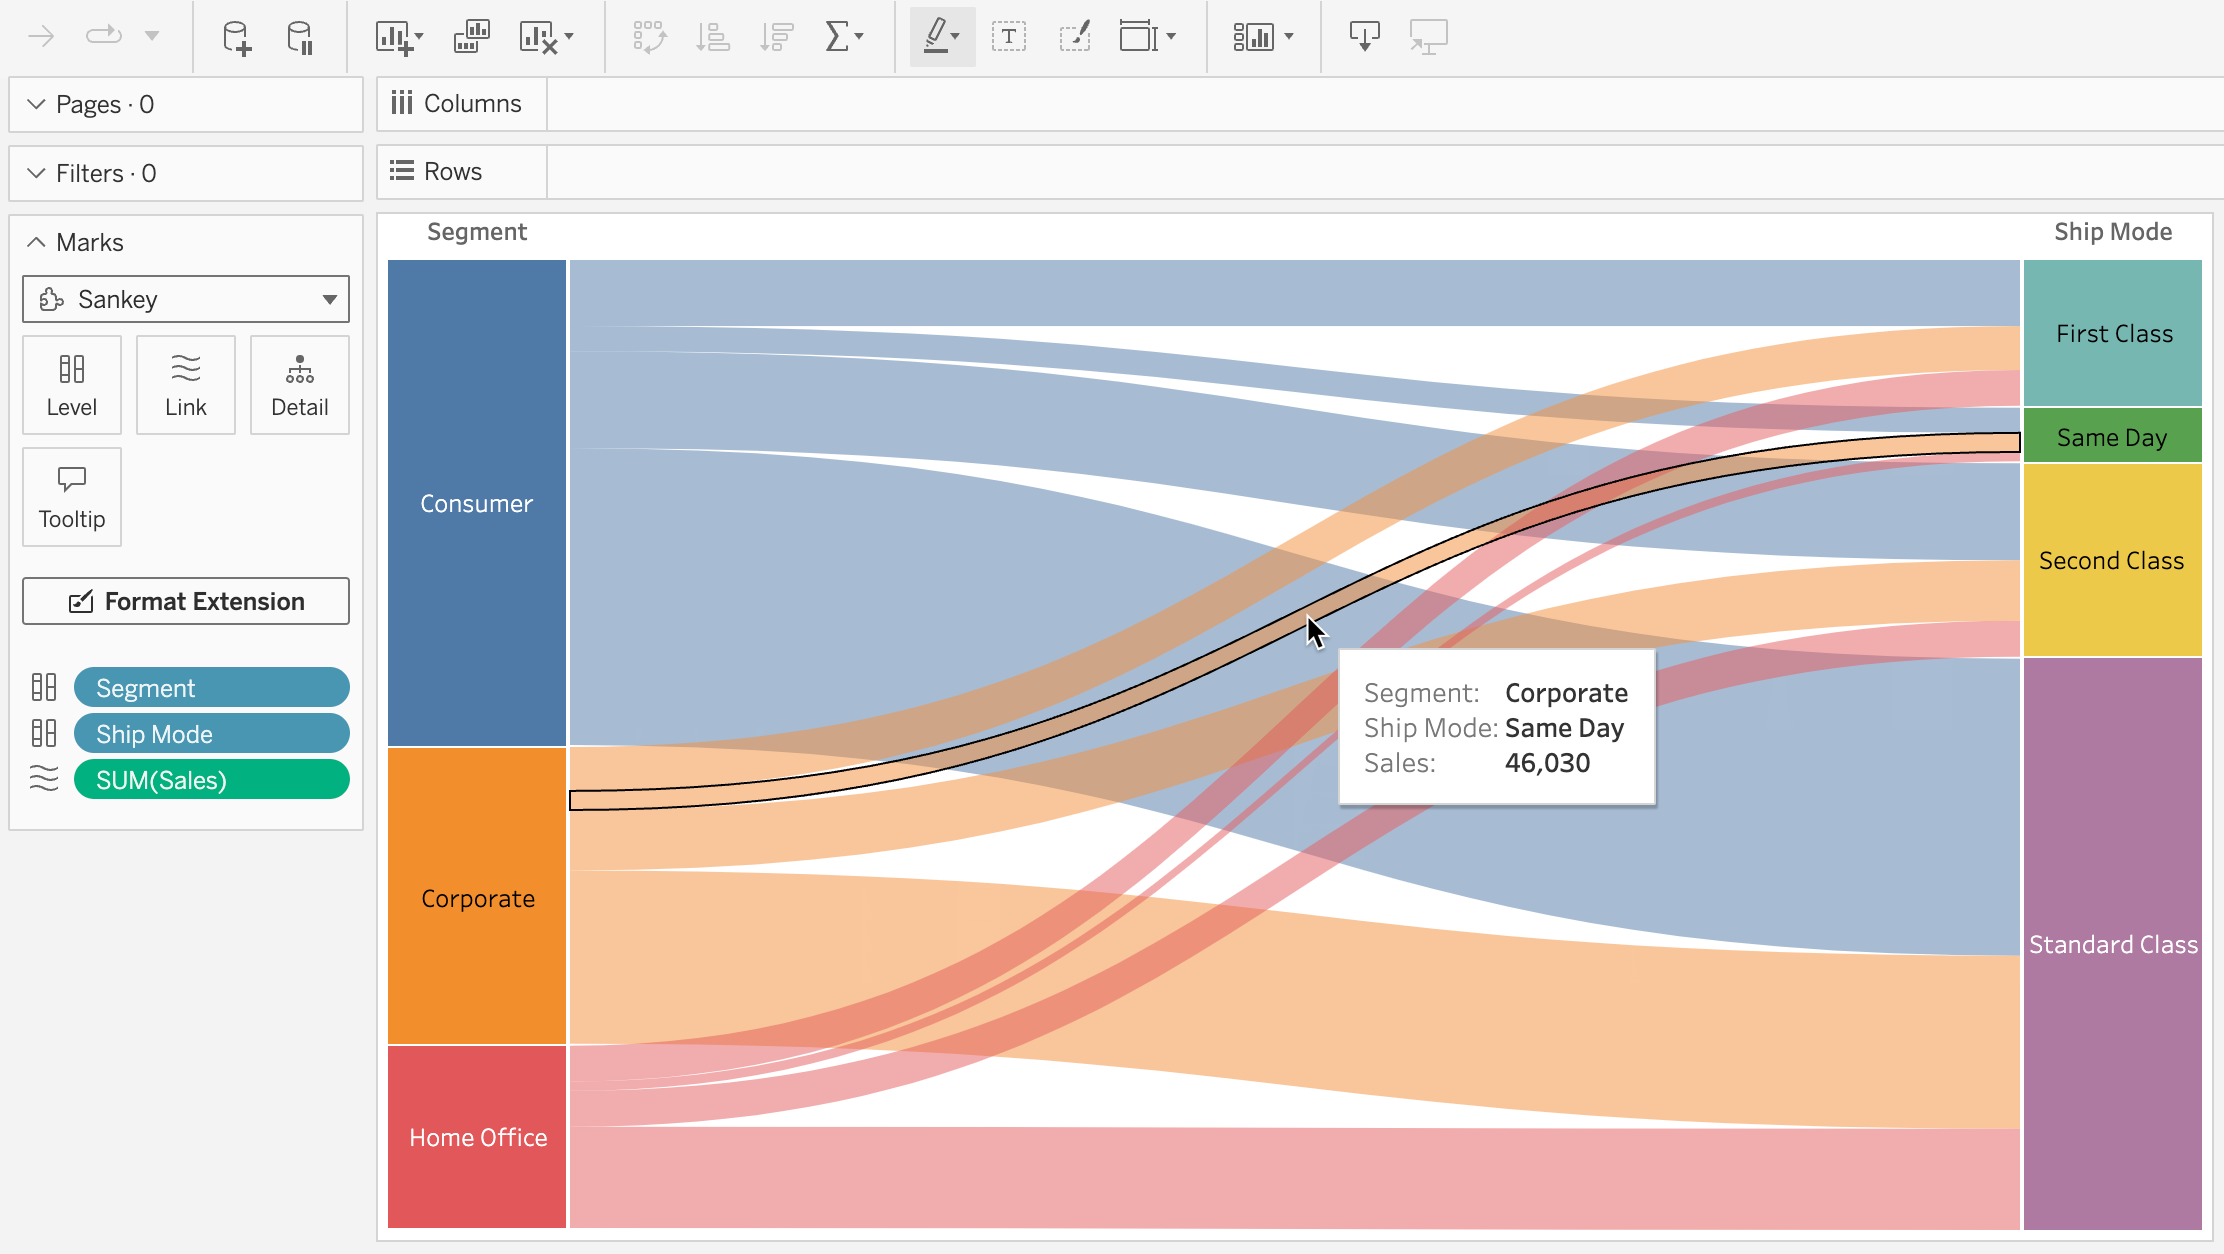 Pages · 0
Columns
Filters · 0
Rows
Marks
Sankey
Level
Link
Detail
Tooltip
Format Extension
Segment
Ship Mode
SUM(Sales)
Segment
Ship Mode
Consumer
Corporate
Home Office
First Class
Same Day
Second Class
Standard Class
Segment: Corporate
Ship Mode: Same Day
Sales: 46,030
T